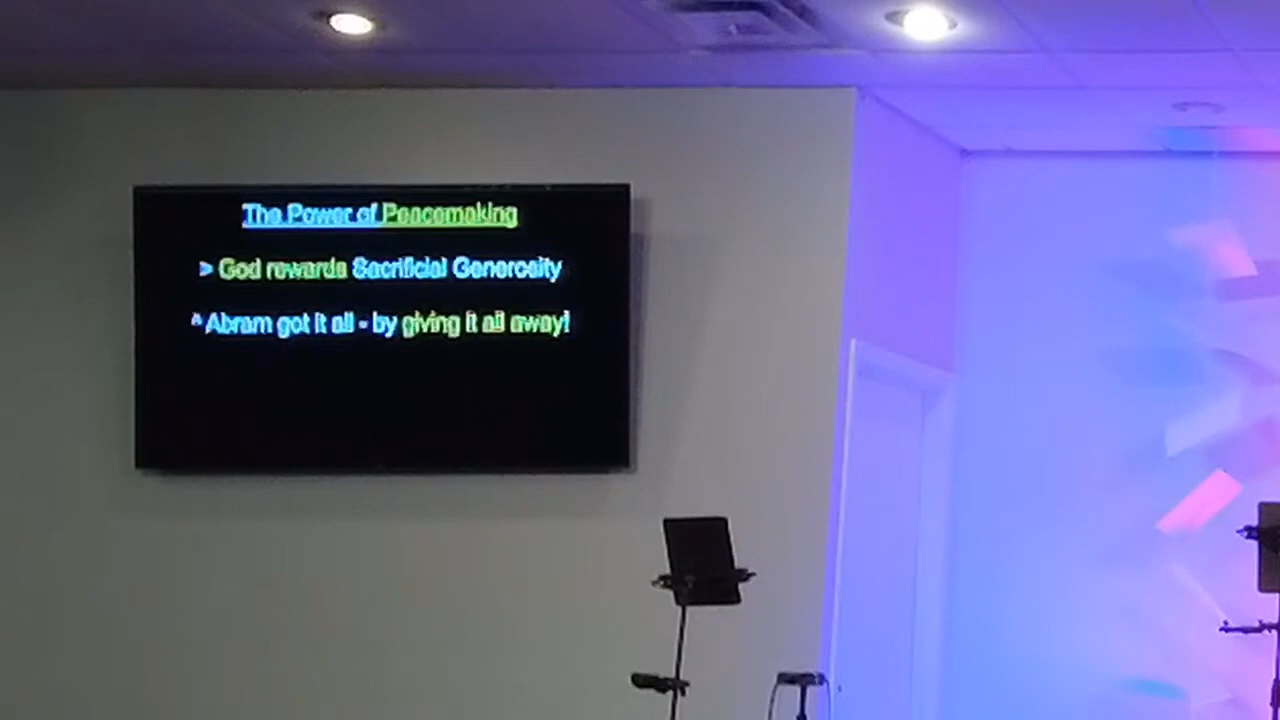 The Power of Peacemaking
> God rewards Sacrificial Generosity
* Abram got it all - by giving it all away!